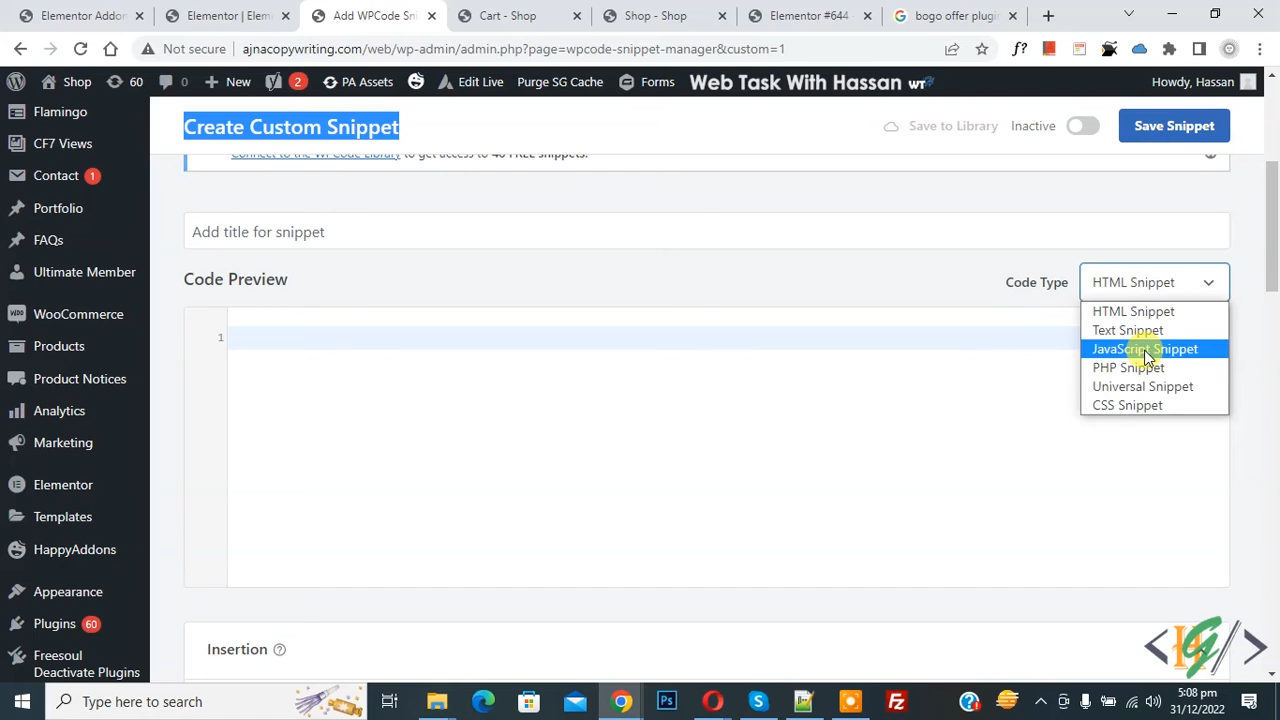 Elementor Addon
Elementor | Elem
Add WPCode Sni
Cart - Shop
Shop - Shop
Elementor #644
bogo offer plugin
Not secure
ajnacopywriting.com/web/wp-admin/admin.php?page=wpcode-snippet-manager&custom=1
Shop
60
0
New
2
PA Assets
Edit Live
Purge SG Cache
Forms
Web Task With Hassan
Howdy, Hassan
Flamingo
CF7 Views
Contact 1
Portfolio
FAQs
Ultimate Member
WooCommerce
Products
Product Notices
Analytics
Marketing
Elementor
Templates
HappyAddons
Appearance
Plugins 60
Freesoul
Deactivate Plugins
Create Custom Snippet
Save to Library
Inactive
Save Snippet
Connect to the WPCode Library to get access to 46 FREE snippets.
Add title for snippet
Code Preview
Code Type
HTML Snippet
HTML Snippet
Text Snippet
JavaScript Snippet
PHP Snippet
Universal Snippet
CSS Snippet
1
Insertion
Type here to search
5:08 pm
31/12/2022